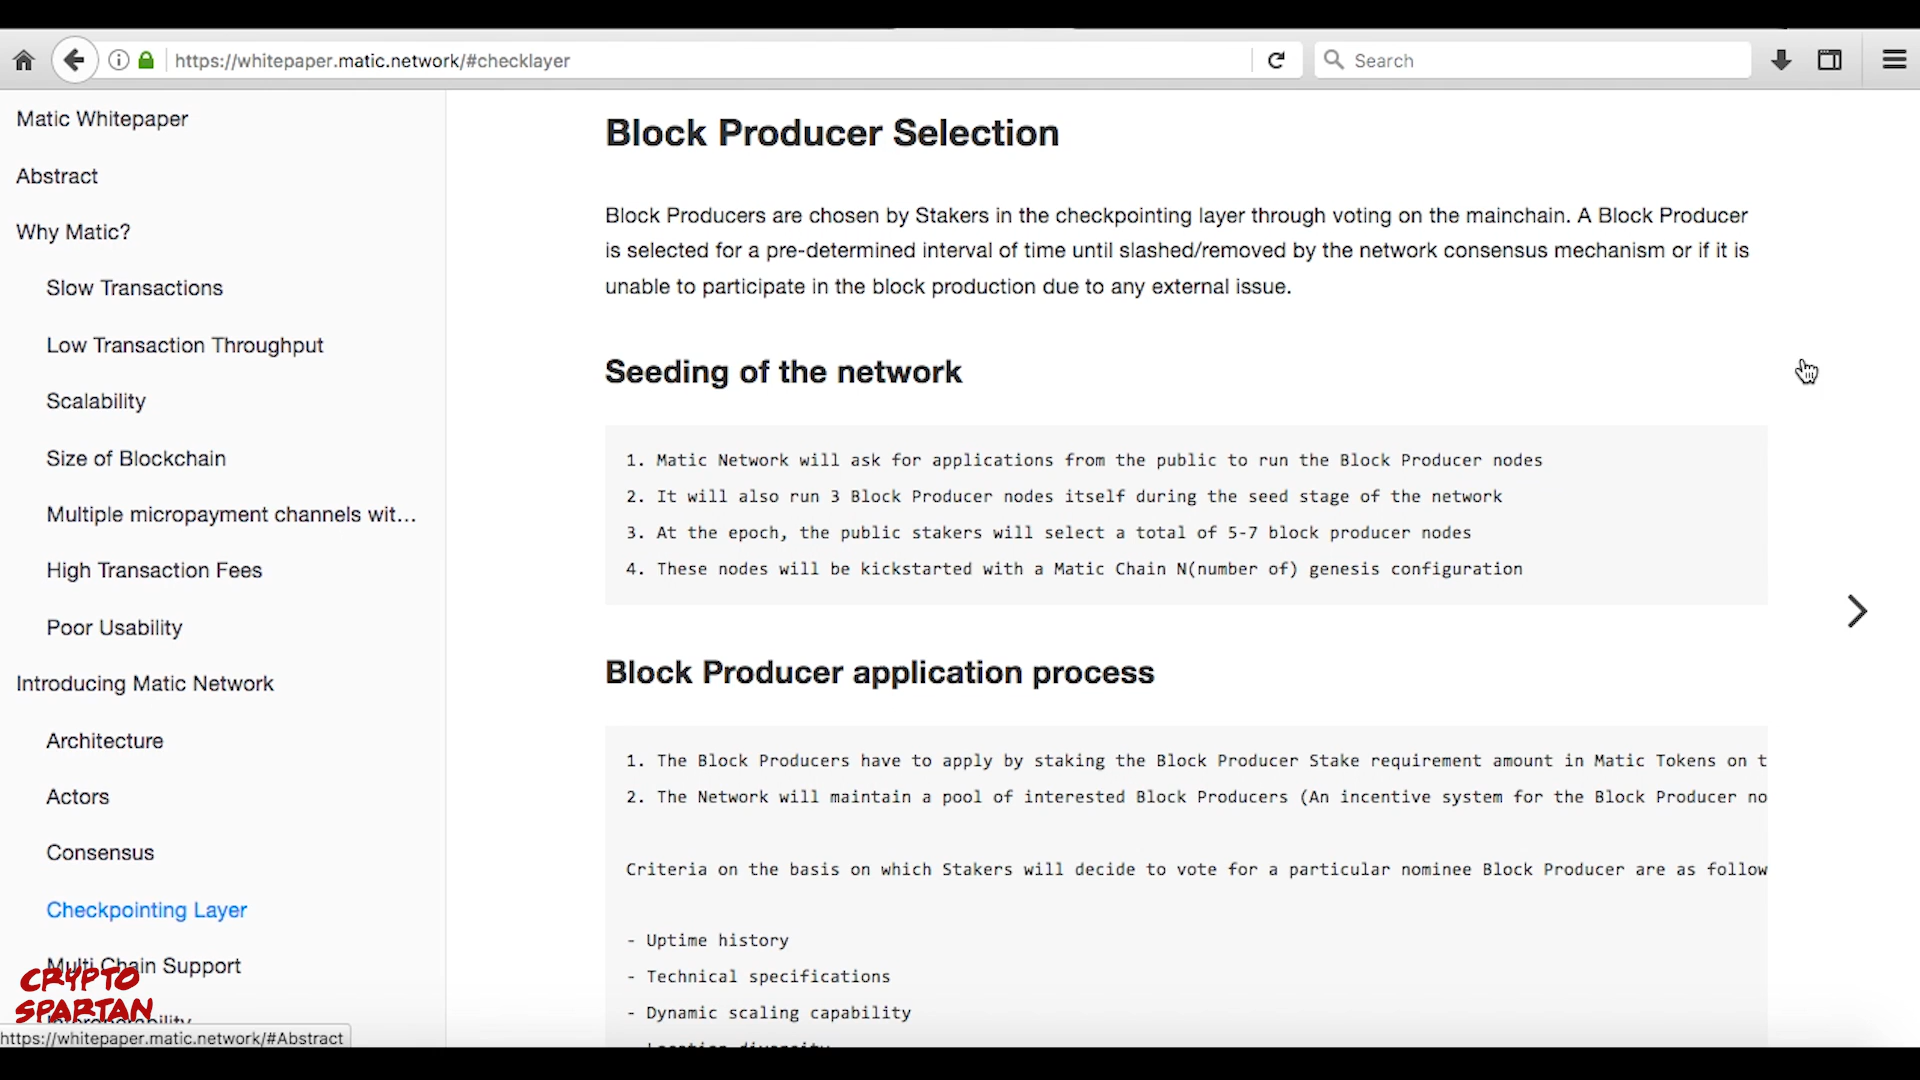 https://whitepaper.matic.network/#checklayer
Search
Matic Whitepaper
Abstract
Why Matic?
Slow Transactions
Low Transaction Throughput
Scalability
Size of Blockchain
Multiple micropayment channels wit...
High Transaction Fees
Poor Usability
Introducing Matic Network
Architecture
Actors
Consensus
Checkpointing Layer
Multi Chain Support
Interoperability
CRYPTO
SPARTAN
https://whitepaper.matic.network/#Abstract
Block Producer Selection
Block Producers are chosen by Stakers in the checkpointing layer through voting on the mainchain. A Block Producer
is selected for a pre-determined interval of time until slashed/removed by the network consensus mechanism or if it is
unable to participate in the block production due to any external issue.
Seeding of the network
1. Matic Network will ask for applications from the public to run the Block Producer nodes
2. It will also run 3 Block Producer nodes itself during the seed stage of the network
3. At the epoch, the public stakers will select a total of 5-7 block producer nodes
4. These nodes will be kickstarted with a Matic Chain N(number of) genesis configuration
Block Producer application process
1. The Block Producers have to apply by staking the Block Producer Stake requirement amount in Matic Tokens on t
2. The Network will maintain a pool of interested Block Producers (An incentive system for the Block Producer no
Criteria on the basis on which Stakers will decide to vote for a particular nominee Block Producer are as follow
- Uptime history
- Technical specifications
- Dynamic scaling capability